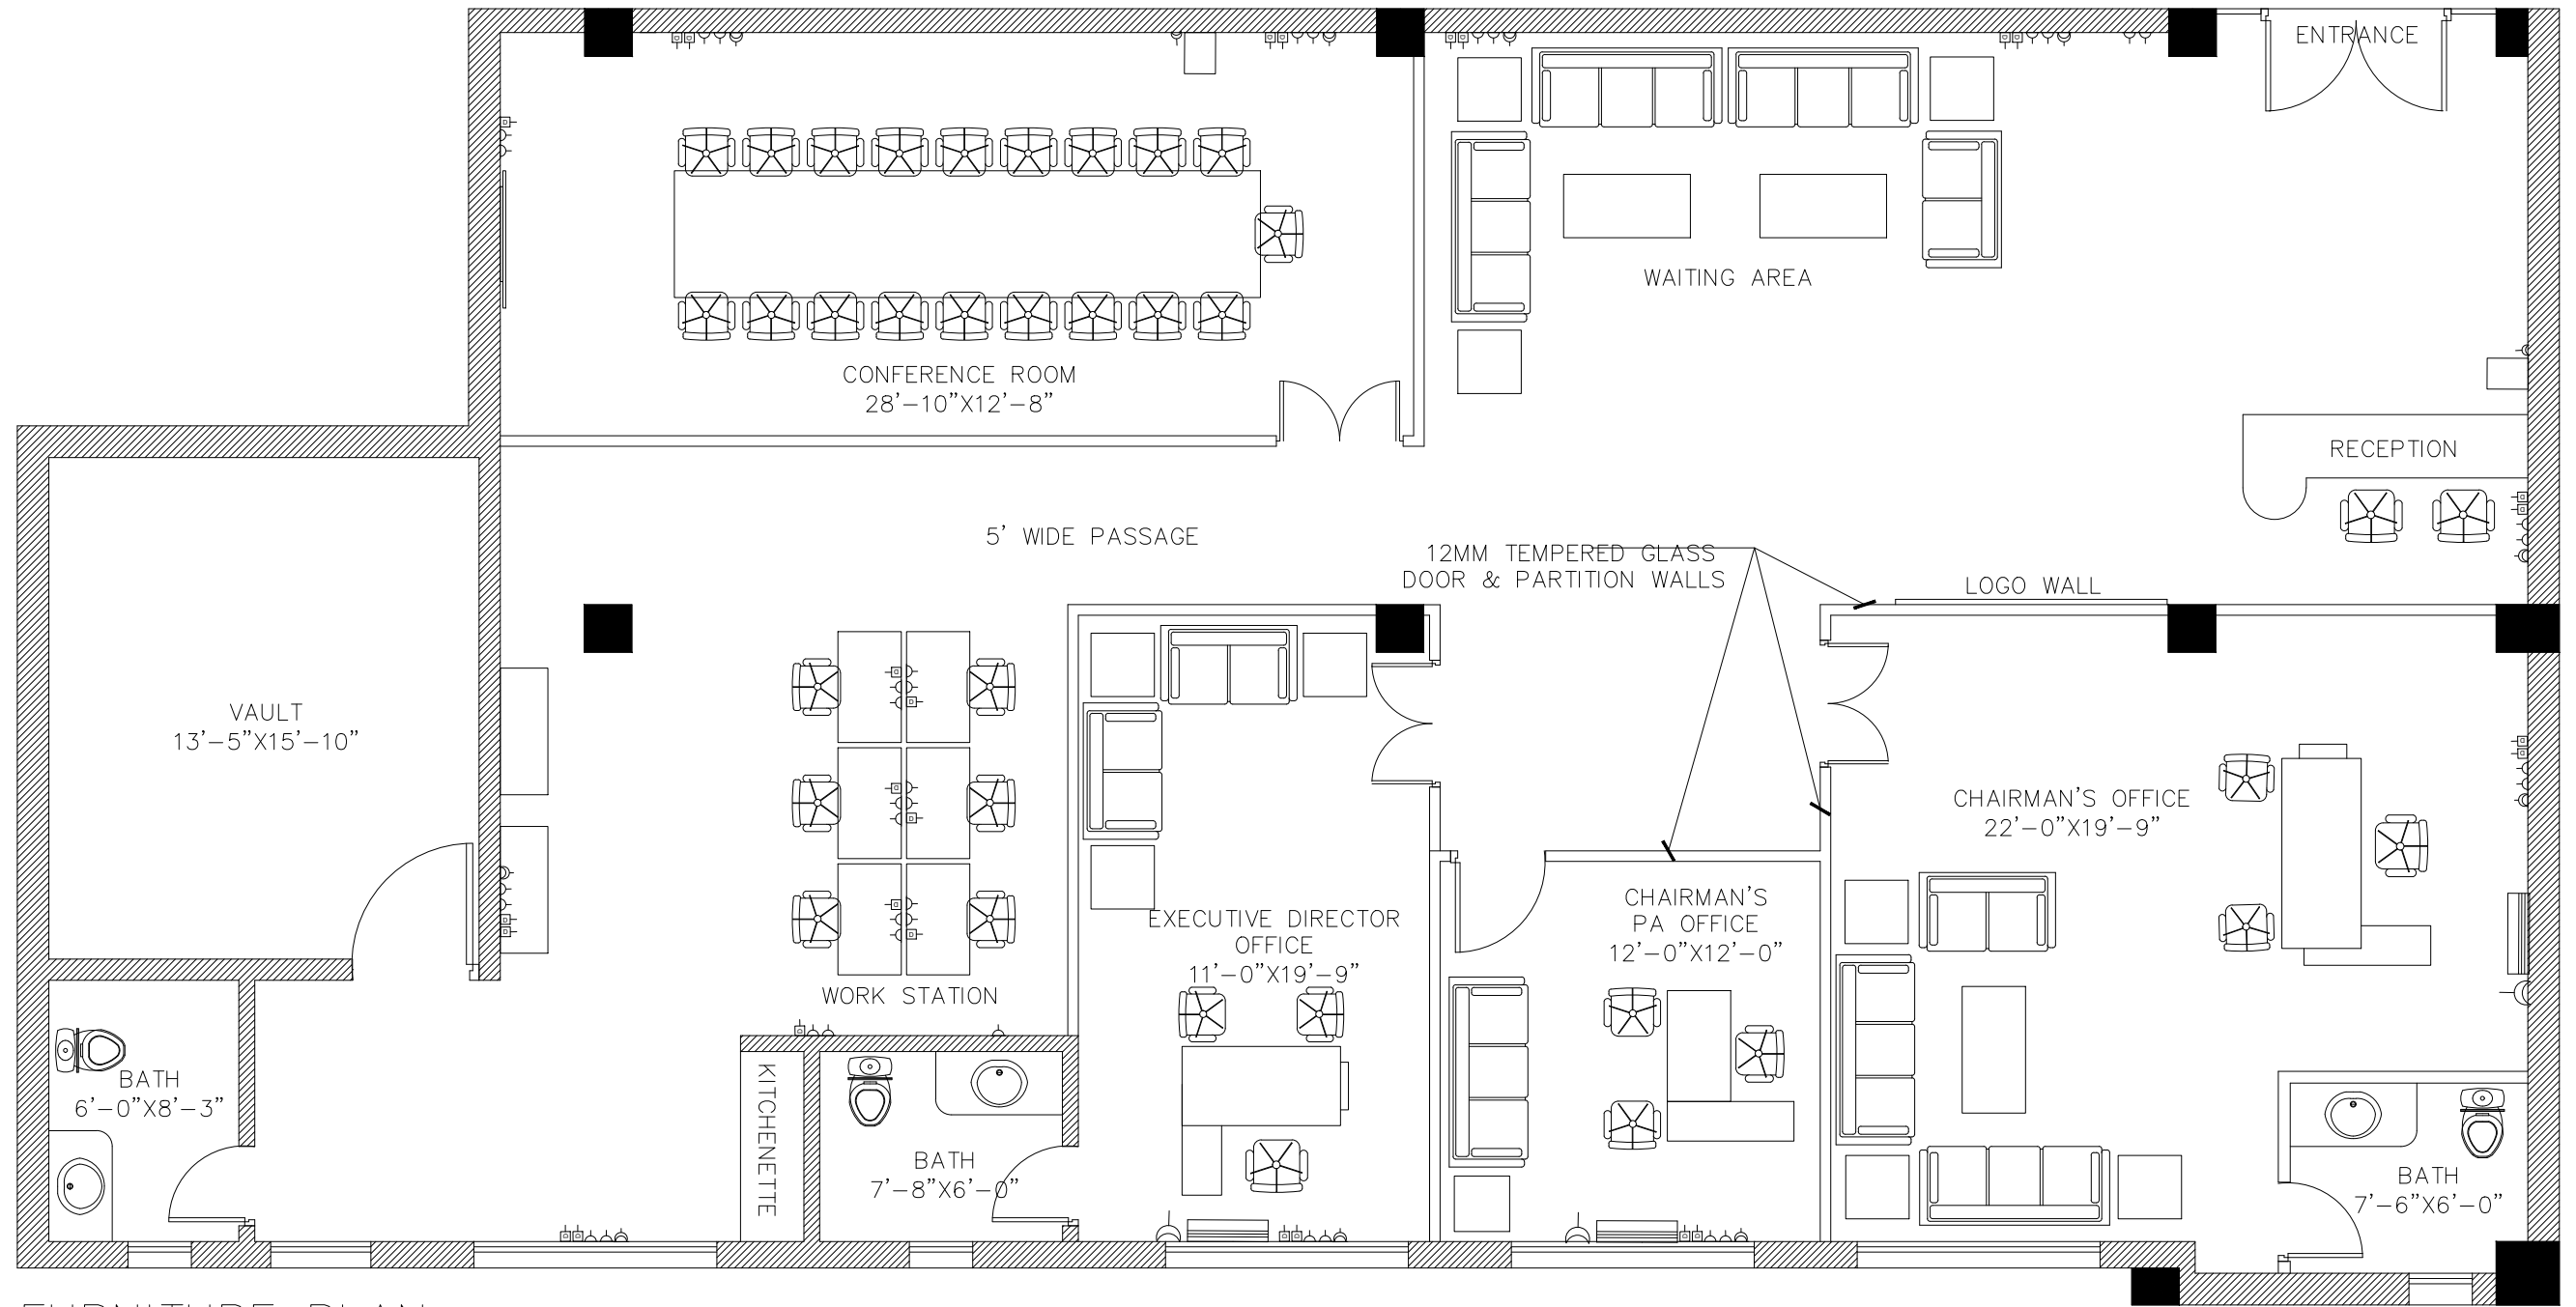 ENTRANCE
WAITING AREA
CONFERENCE ROOM
28'-10"X12'-8"
RECEPTION
5' WIDE PASSAGE
12MM TEMPERED GLASS
DOOR & PARTITION WALLS
LOGO WALL
VAULT
13'-5"X15'-10"
CHAIRMAN'S OFFICE
22'-0"X19'-9"
CHAIRMAN'S
PA OFFICE
12'-0"X12'-0"
EXECUTIVE DIRECTOR
OFFICE
11'-0"X19'-9"
WORK STATION
BATH
6'-0"X8'-3"
KITCHENETTE
BATH
7'-8"X6'-0"
BATH
7'-6"X6'-0"
FURNITURE PLAN